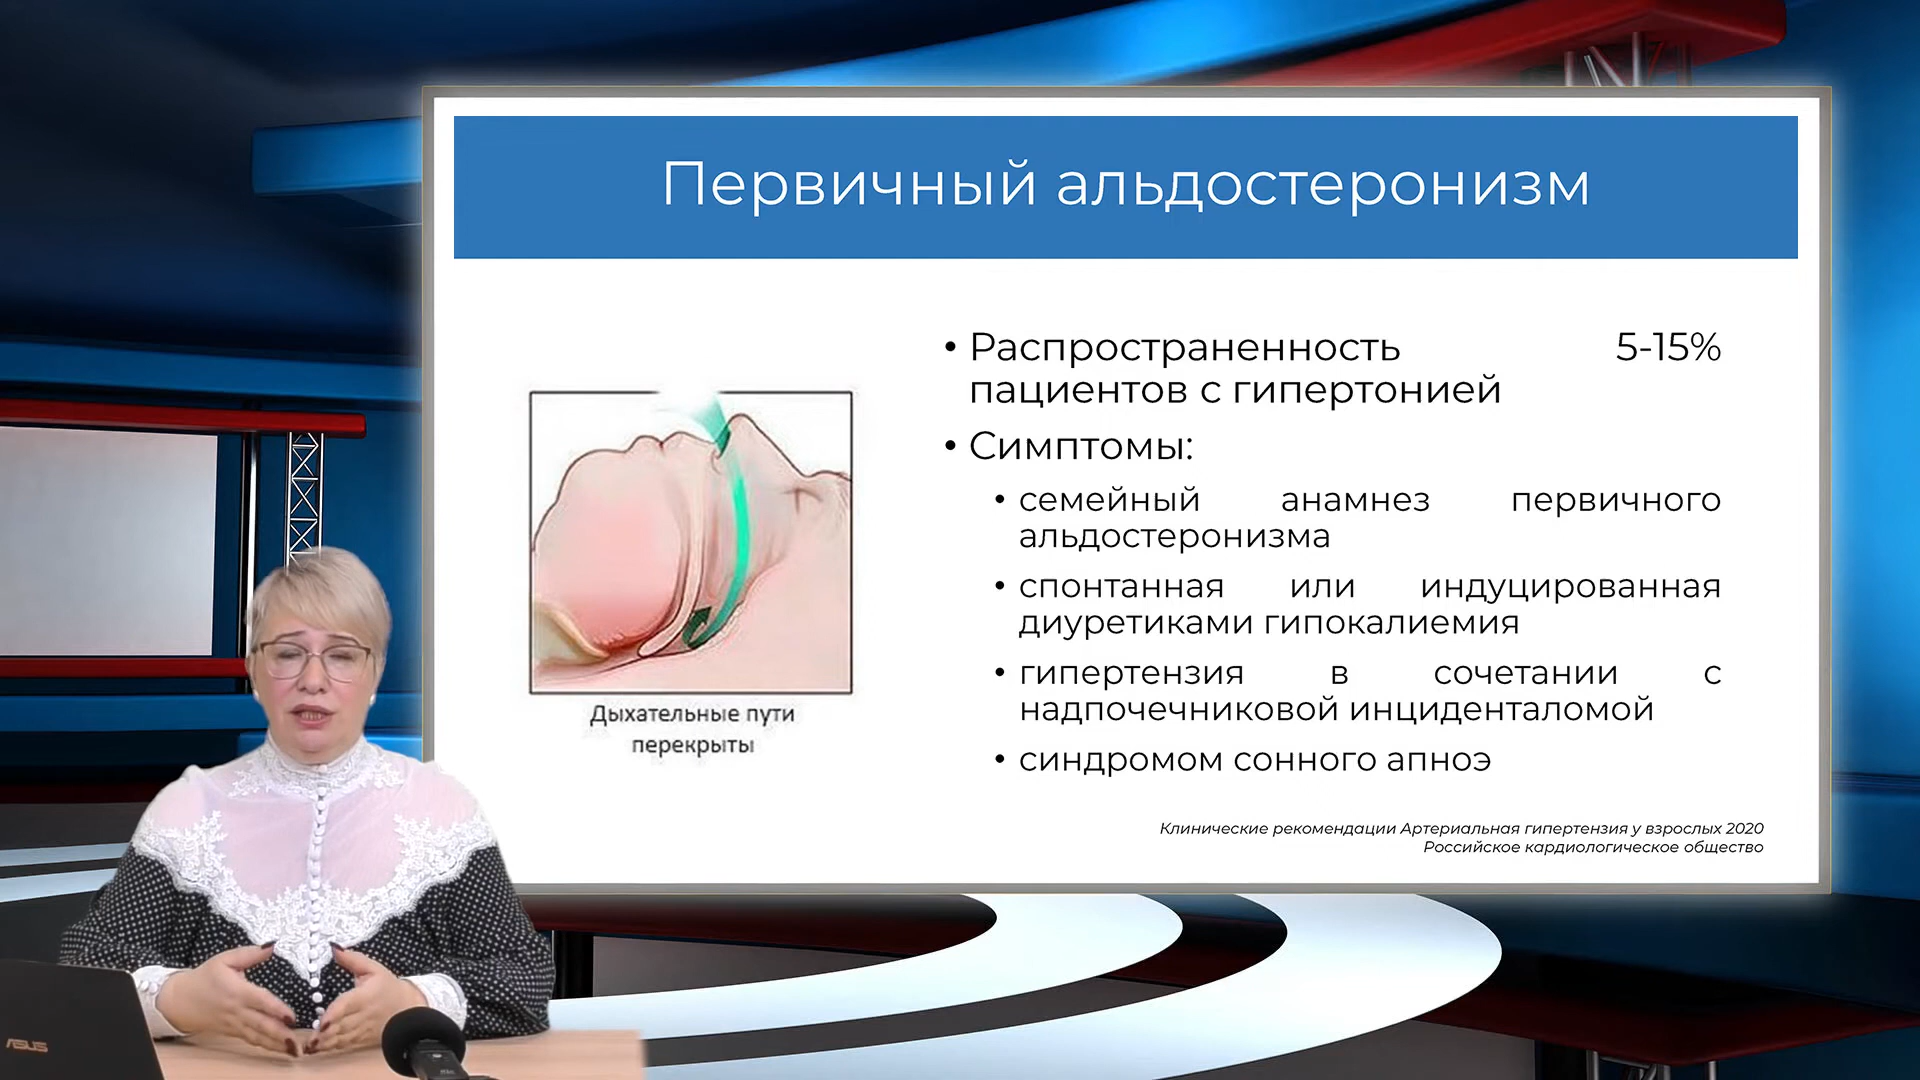 Первичный альдостеронизм
• Распространенность 5-15%
пациентов с гипертонией
• Симптомы:
• семейный анамнез первичного
альдостеронизма
• спонтанная или индуцированная
диуретиками гипокалиемия
• гипертензия в сочетании с
надпочечниковой инциденталомой
• синдромом сонного апноэ
Дыхательные пути
перекрыты
Клинические рекомендации Артериальная гипертензия у взрослых 2020
Российское кардиологическое общество
ASUS